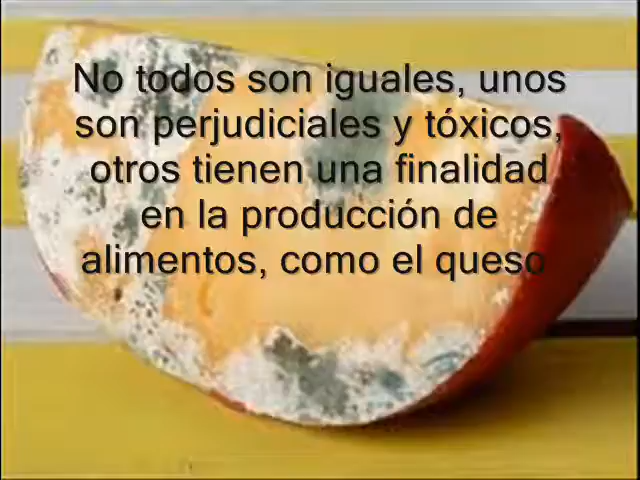 No todos son iguales, unos
son perjudiciales y tóxicos,
otros tienen una finalidad
en la producción de
alimentos, como el queso